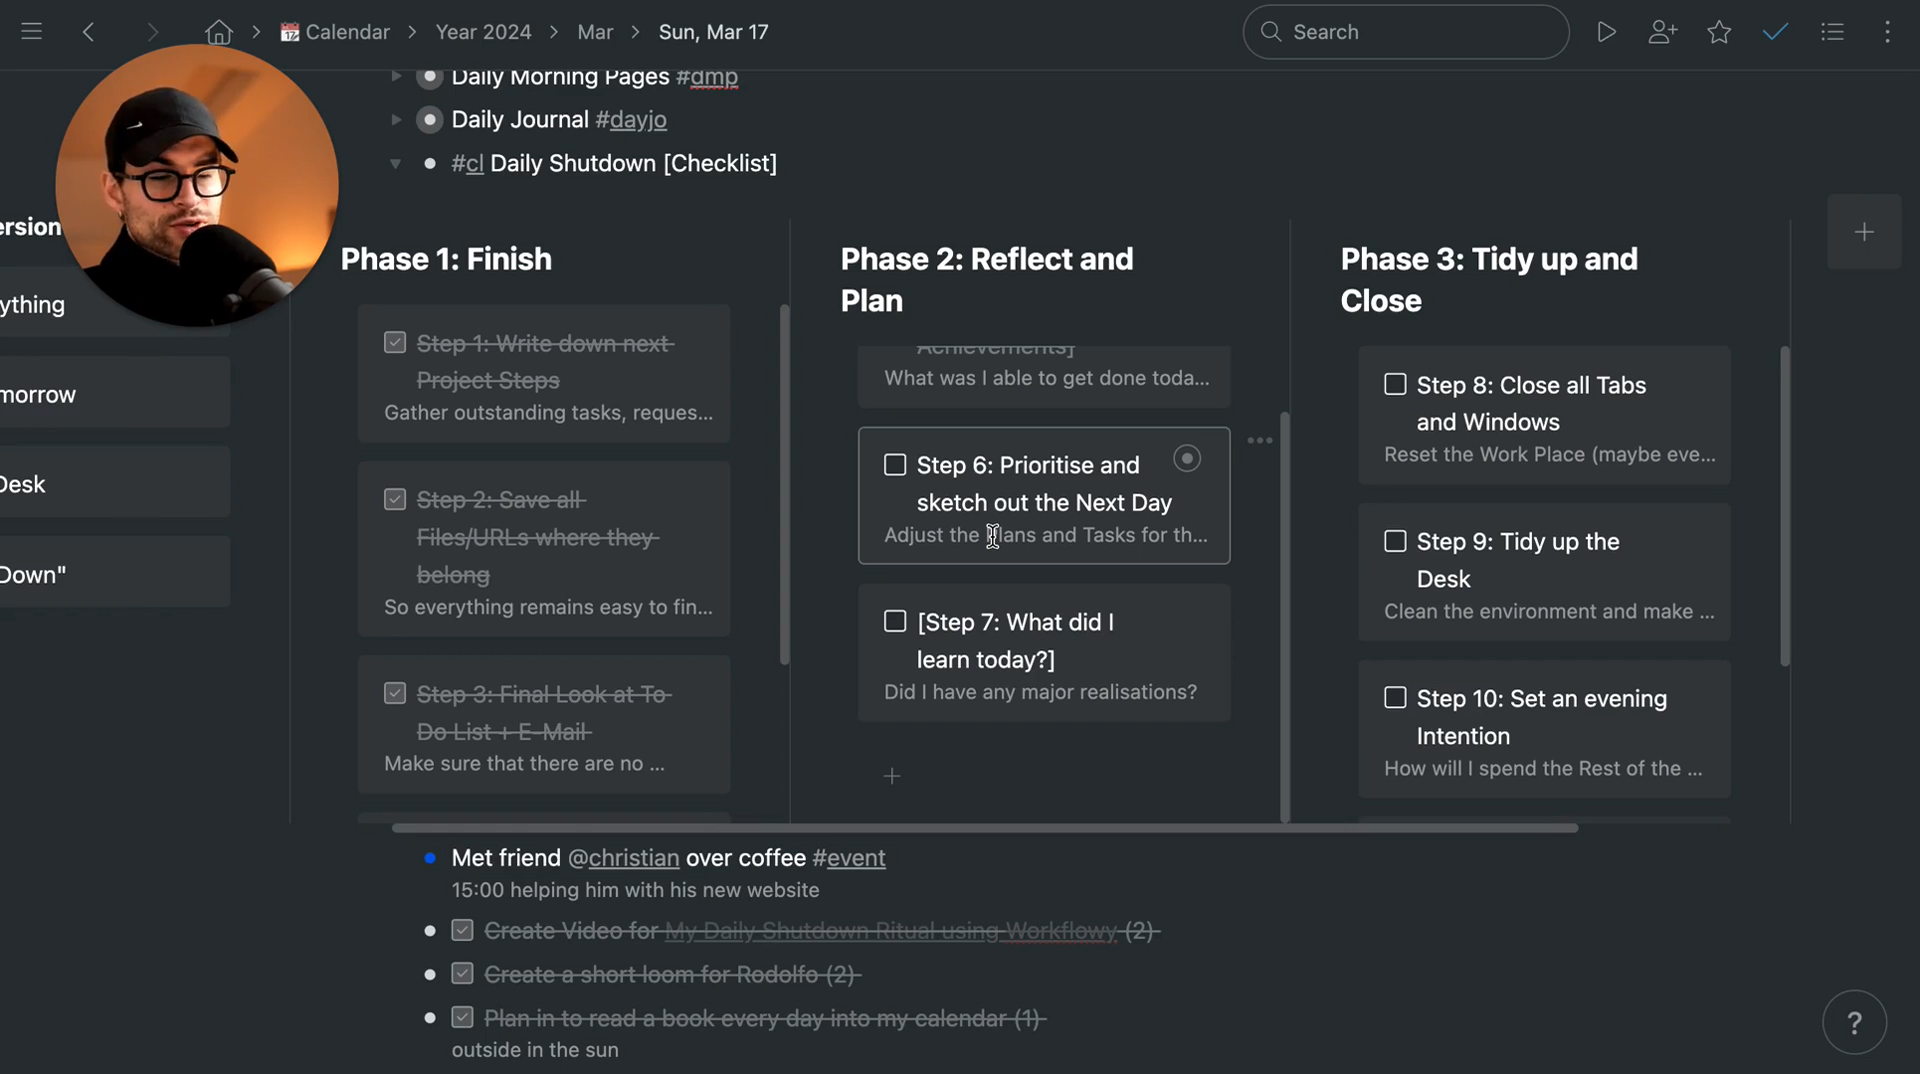 Calendar > Year 2024 > Mar > Sun, Mar 17
Search
Daily Morning Pages #dmp
Daily Journal #dayjo
#cl Daily Shutdown [Checklist]
ersion
ything
morrow
Desk
Down"
Phase 1: Finish
Step 1: Write down next
Project Steps
Gather outstanding tasks, reques...
Step 2: Save all
Files/URLs where they
belong
So everything remains easy to fin...
Step 3: Final Look at To
Do List + E-Mail
Make sure that there are no ...
Phase 2: Reflect and
Plan
Achievements]
What was I able to get done toda...
Step 6: Prioritise and
sketch out the Next Day
Adjust the Plans and Tasks for th...
[Step 7: What did I
learn today?]
Did I have any major realisations?
Phase 3: Tidy up and
Close
Step 8: Close all Tabs
and Windows
Reset the Work Place (maybe eve...
Step 9: Tidy up the
Desk
Clean the environment and make ...
Step 10: Set an evening
Intention
How will I spend the Rest of the ...
Met friend @christian over coffee #event
15:00 helping him with his new website
Create Video for My Daily Shutdown Ritual using Workflowy (2)
Create a short loom for Rodolfo (2)
Plan in to read a book every day into my calendar (1)
outside in the sun
?